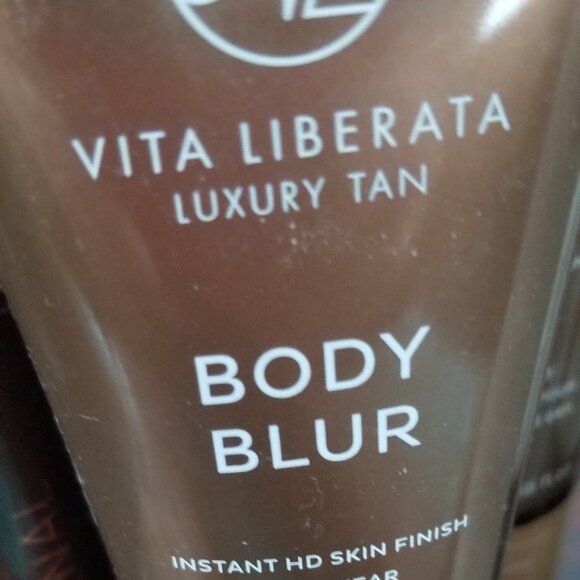 VITA LIBERATA
LUXURY TAN
BODY
BLUR
INSTANT HD SKIN FINISH